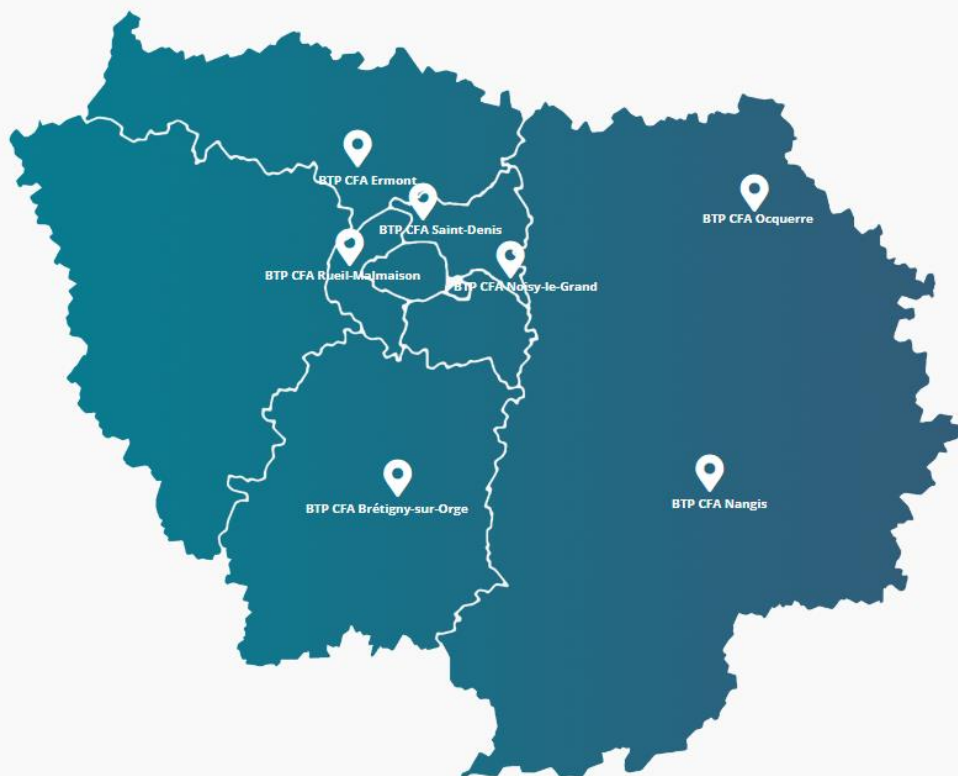 BTP CFA Ermont
BTP CFA Ocquerre
BTP CFA Saint-Denis
BTP CFA Rueil-Malmaison
BTP CFA Noisy-le-Grand
BTP CFA Brétigny-sur-Orge
BTP CFA Nangis